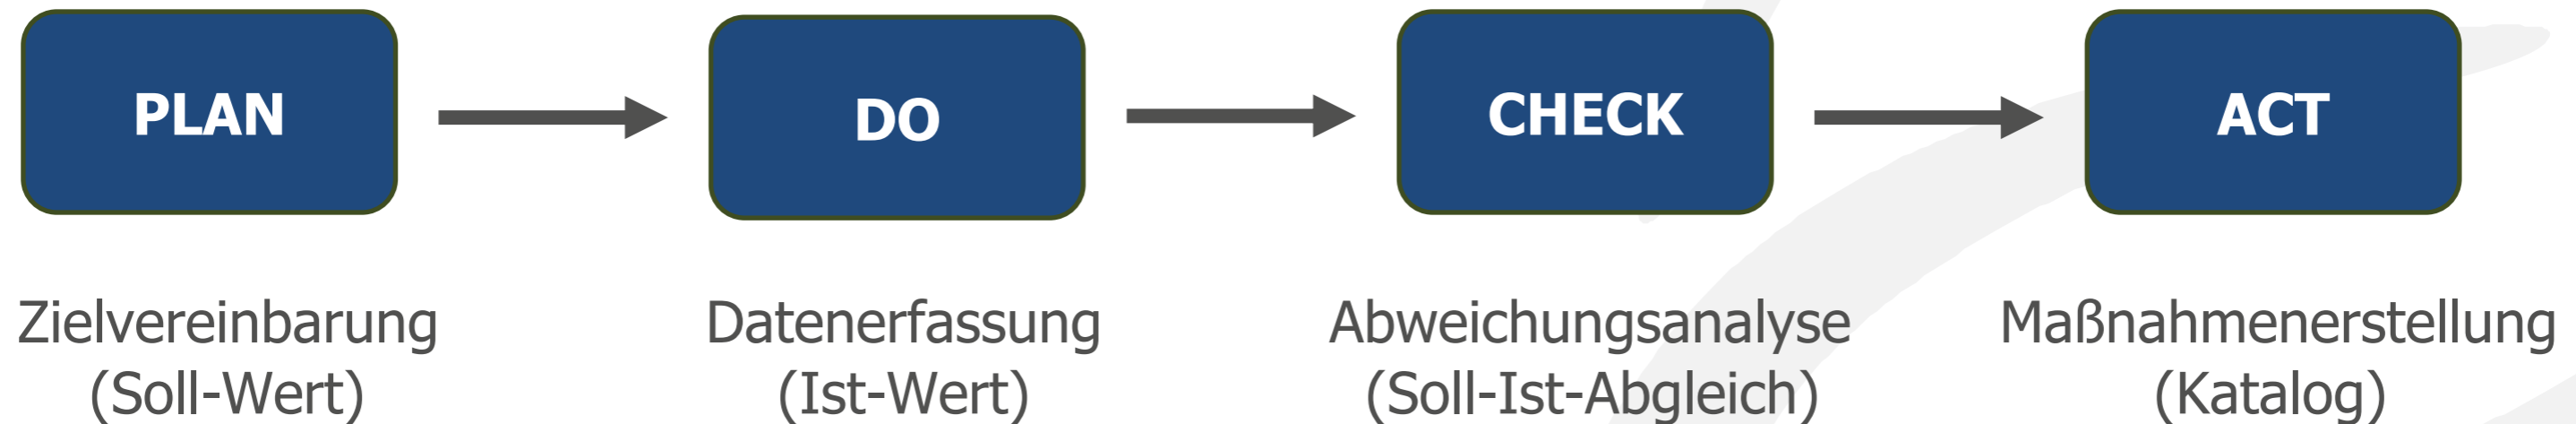 PLAN
DO
CHECK
ACT
Zielvereinbarung
(Soll-Wert)
Datenerfassung
(Ist-Wert)
Abweichungsanalyse
(Soll-Ist-Abgleich)
Maßnahmenerstellung
(Katalog)